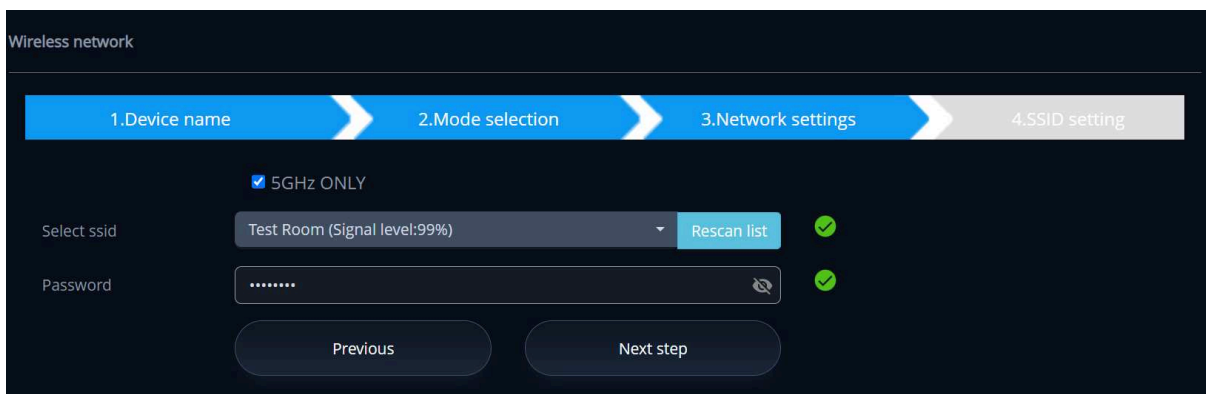 Wireless network
1.Device name 2.Mode selection 3.Network settings 4.SSID setting
5GHz ONLY
Select ssid Test Room (Signal level:99%) Rescan list
Password ••••••••
Previous Next step